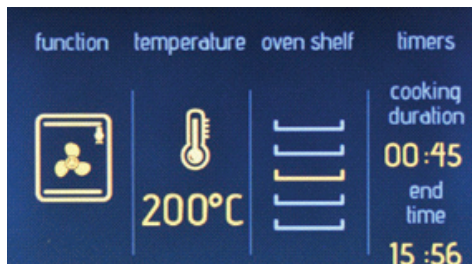 function temperature oven shelf timers
cooking
duration
00:45
200°C
end
time
15:56